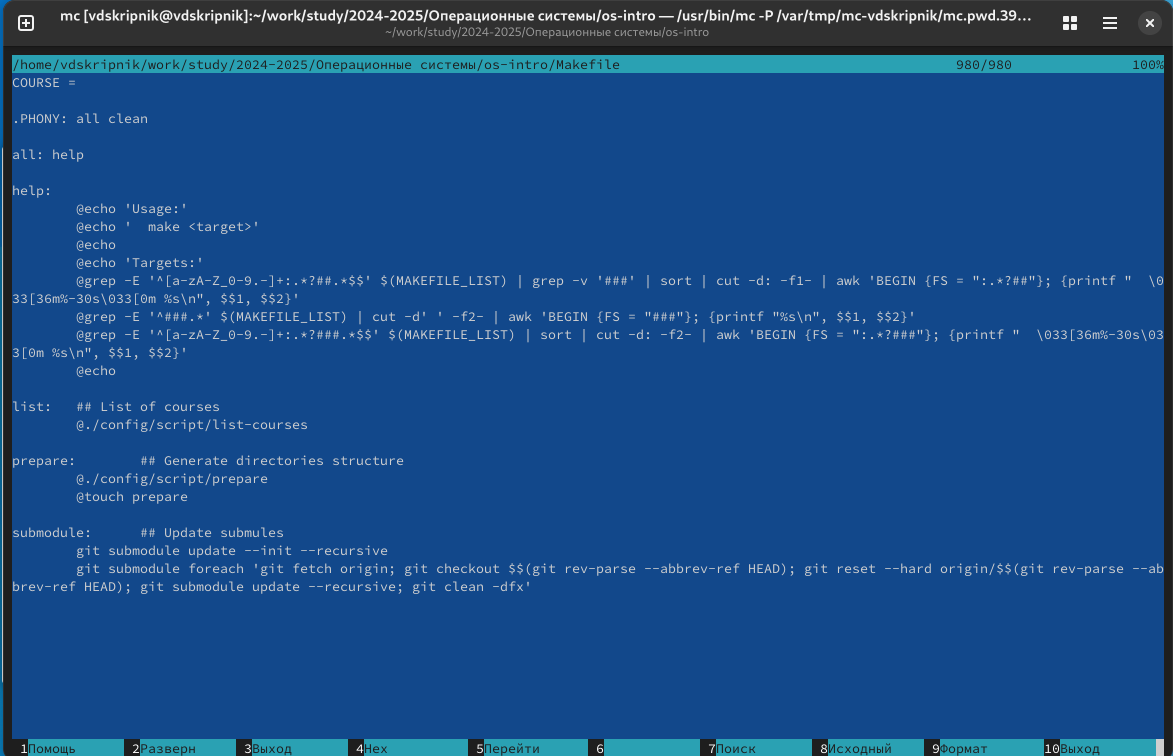 mc [vdskripnik@vdskripnik]:~/work/study/2024-2025/Операционные системы/os-intro — /usr/bin/mc -P /var/tmp/mc-vdskripnik/mc.pwd.39…
~/work/study/2024-2025/Операционные системы/os-intro
/home/vdskripnik/work/study/2024-2025/Операционные системы/os-intro/Makefile 980/980 100%
COURSE =
.PHONY: all clean
all: help
help:
@echo 'Usage:'
@echo '  make <target>'
@echo
@echo 'Targets:'
@grep -E '^[a-zA-Z_0-9.-]+:.*?##.*$$' $(MAKEFILE_LIST) | grep -v '###' | sort | cut -d: -f1- | awk 'BEGIN {FS = ":.*?##"}; {printf "  \0
33[36m%-30s\033[0m %s\n", $$1, $$2}'
@grep -E '^###.*' $(MAKEFILE_LIST) | cut -d' ' -f2- | awk 'BEGIN {FS = "###"}; {printf "%s\n", $$1, $$2}'
@grep -E '^[a-zA-Z_0-9.-]+:.*?###.*$$' $(MAKEFILE_LIST) | sort | cut -d: -f2- | awk 'BEGIN {FS = ":.*?###"}; {printf "  \033[36m%-30s\03
3[0m %s\n", $$1, $$2}'
@echo
list:   ## List of courses
@./config/script/list-courses
prepare:        ## Generate directories structure
@./config/script/prepare
@touch prepare
submodule:      ## Update submules
git submodule update --init --recursive
git submodule foreach 'git fetch origin; git checkout $$(git rev-parse --abbrev-ref HEAD); git reset --hard origin/$$(git rev-parse --ab
brev-ref HEAD); git submodule update --recursive; git clean -dfx'
1Помощь 2Разверн 3Выход 4Hex 5Перейти 6 7Поиск 8Исходный 9Формат 10Выход